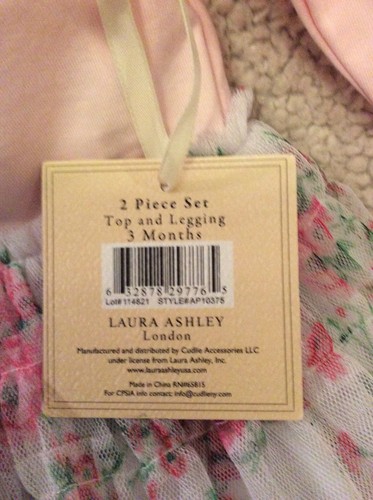 2 Piece Set
Top and Legging
3 Months
6 32878 29776 5
Lot# 114821 STYLE#AP10375
LAURA ASHLEY
London
Manufactured and distributed by Cudlie Accessories LLC
under license from Laura Ashley, Inc.
www.lauraashleyusa.com
Made in China RN#65815
For CPSIA info contact: info@cudlieny.com